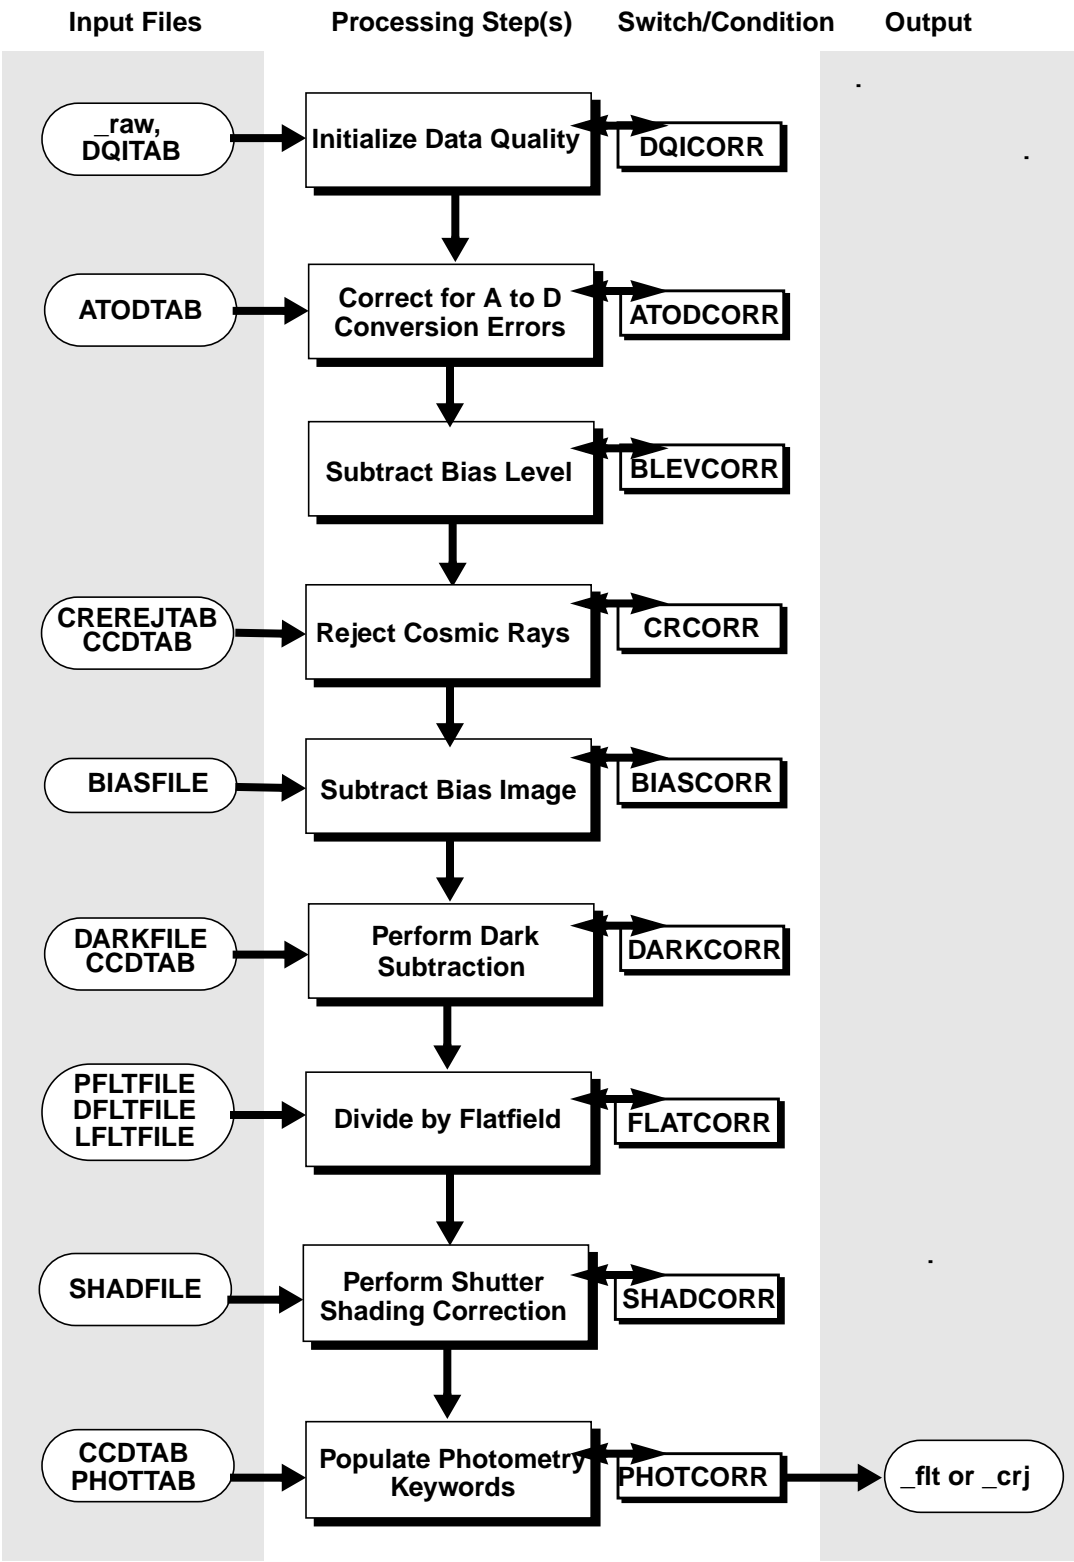 Input Files
Processing Step(s)
Switch/Condition
Output
_raw,
DQITAB
Initialize Data Quality
DQICORR
ATODTAB
Correct for A to D
Conversion Errors
ATODCORR
Subtract Bias Level
BLEVCORR
CREREJTAB
CCDTAB
Reject Cosmic Rays
CRCORR
BIASFILE
Subtract Bias Image
BIASCORR
DARKFILE
CCDTAB
Perform Dark
Subtraction
DARKCORR
PFLTFILE
DFLTFILE
LFLTFILE
Divide by Flatfield
FLATCORR
SHADFILE
Perform Shutter
Shading Correction
SHADCORR
CCDTAB
PHOTTAB
Populate Photometry
Keywords
PHOTCORR
_flt or _crj